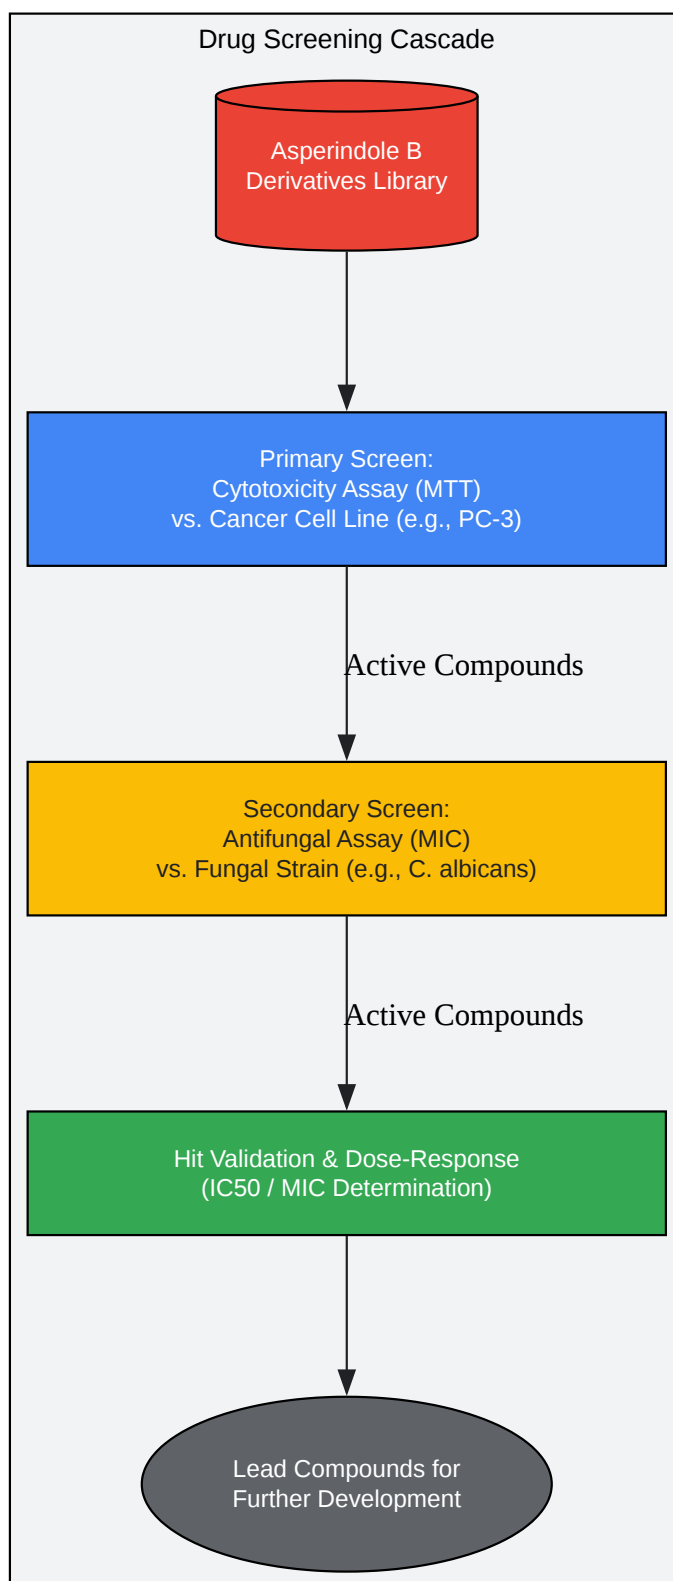 Drug Screening Cascade
Asperindole B
Derivatives Library
Primary Screen:
Cytotoxicity Assay (MTT)
vs. Cancer Cell Line (e.g., PC-3)
Active Compounds
Secondary Screen:
Antifungal Assay (MIC)
vs. Fungal Strain (e.g., C. albicans)
Active Compounds
Hit Validation & Dose-Response
(IC50 / MIC Determination)
Lead Compounds for
Further Development